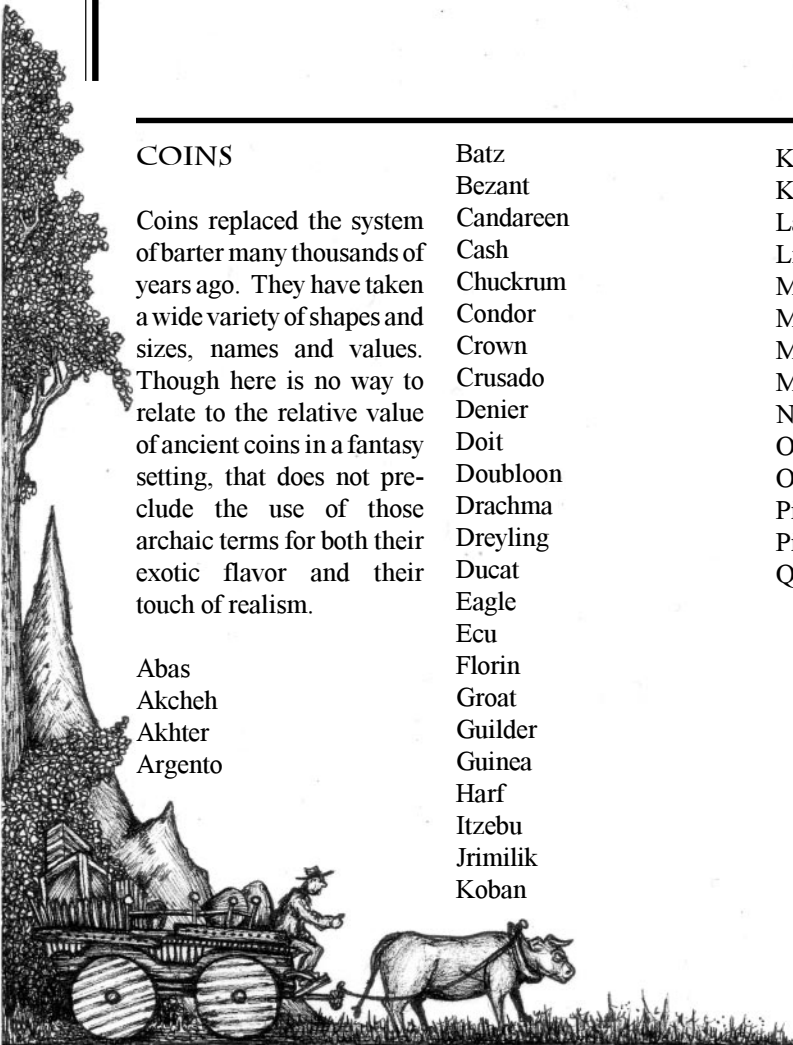 COINS
Coins replaced the system
of barter many thousands of
years ago. They have taken
a wide variety of shapes and
sizes, names and values.
Though here is no way to
relate to the relative value
of ancient coins in a fantasy
setting, that does not pre-
clude the use of those
archaic terms for both their
exotic flavor and their
touch of realism.
Abas
Akcheh
Akhter
Argento
Batz
Bezant
Candareen
Cash
Chuckrum
Condor
Crown
Crusado
Denier
Doit
Doubloon
Drachma
Dreyling
Ducat
Eagle
Ecu
Florin
Groat
Guilder
Guinea
Harf
Itzebu
Jrimilik
Koban